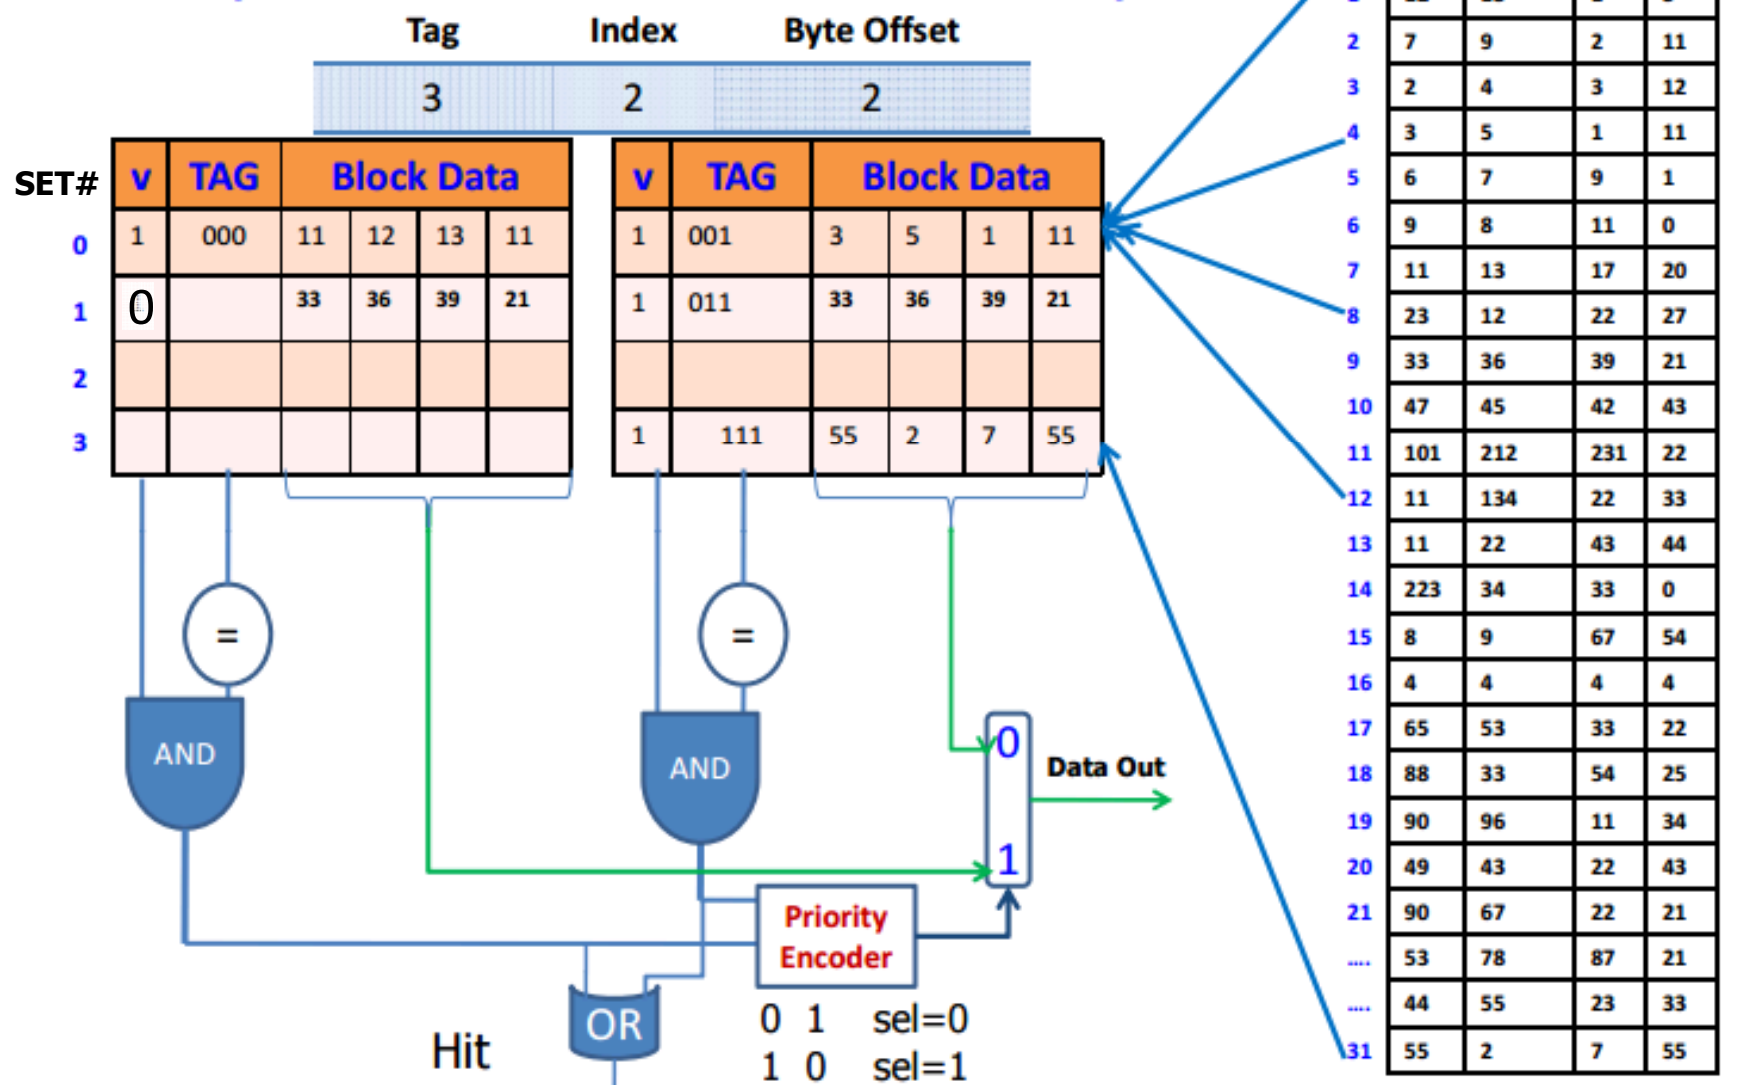 Tag Index Byte Offset
3 2 2
SET# v TAG Block Data v TAG Block Data
0 1 000 11 12 13 11 1 001 3 5 1 11
1 0 33 36 39 21 1 011 33 36 39 21
2
3 1 111 55 2 7 55
= =
AND AND
0
1
Data Out
Priority
Encoder
OR
Hit
0 1 sel=0
1 0 sel=1
2 7 9 2 11
3 2 4 3 12
4 3 5 1 11
5 6 7 9 1
6 9 8 11 0
7 11 13 17 20
8 23 12 22 27
9 33 36 39 21
10 47 45 42 43
11 101 212 231 22
12 11 134 22 33
13 11 22 43 44
14 223 34 33 0
15 8 9 67 54
16 4 4 4 4
17 65 53 33 22
18 88 33 54 25
19 90 96 11 34
20 49 43 22 43
21 90 67 22 21
.... 53 78 87 21
.... 44 55 23 33
31 55 2 7 55